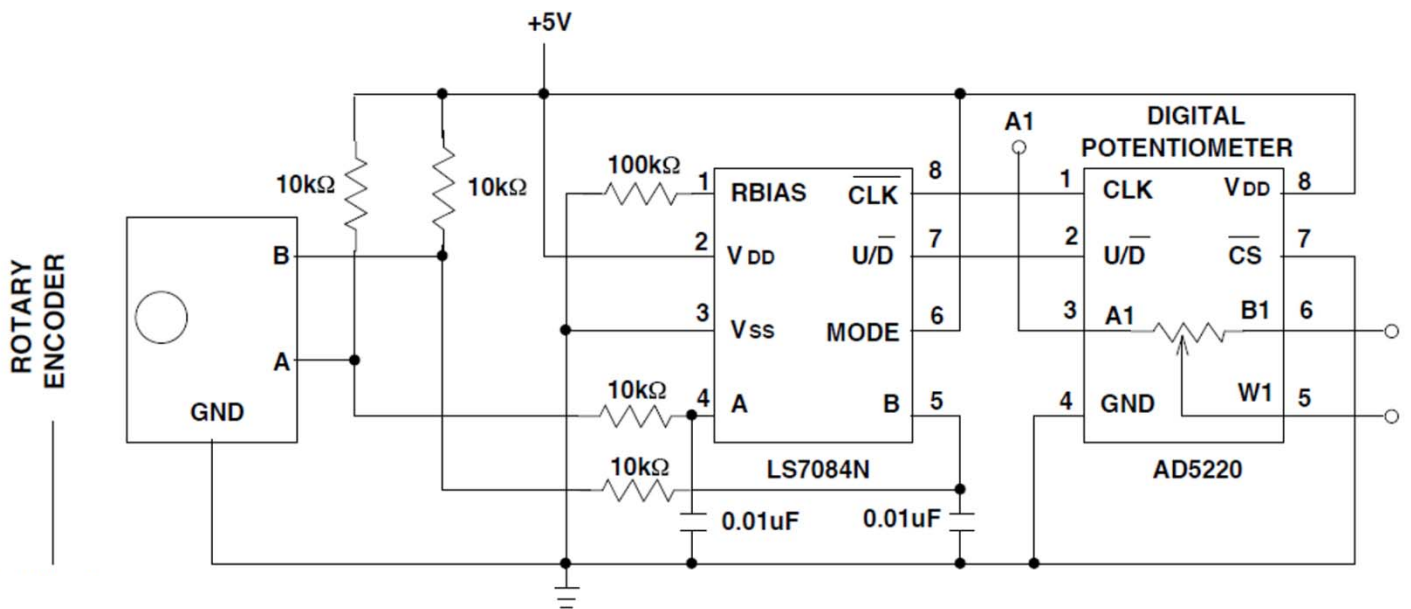 +5V
DIGITAL
POTENTIOMETER
A1
10kΩ
10kΩ
100kΩ
1
RBIAS
C̅L̅K̅
8
1
CLK
VDD
8
2
VDD
U/D̅
7
2
U/D̅
C̅S̅
7
3
VSS
MODE
6
3
A1
B1
6
10kΩ
4
A
B
5
4
GND
W1
5
10kΩ
LS7084N
AD5220
0.01uF
0.01uF
ROTARY
ENCODER
B
A
GND